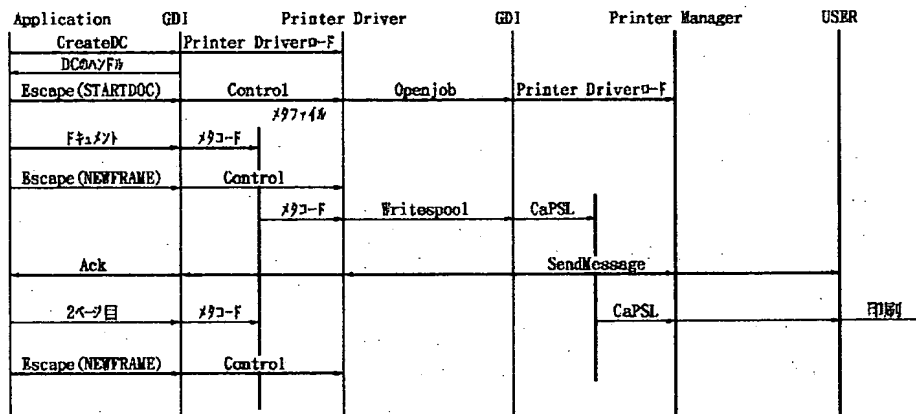 Application GDI Printer Driver GDI Printer Manager USER
CreateDC Printer Driverロード
DCのハンドル
Escape(STARTDOC) Control Openjob Printer Driverロード
メタファイル
ドキュメント メタコード
Escape(NEWFRAME) Control
メタコード Writespool CaPSL
Ack SendMessage
2ページ目 メタコード CaPSL 印刷
Escape(NEWFRAME) Control